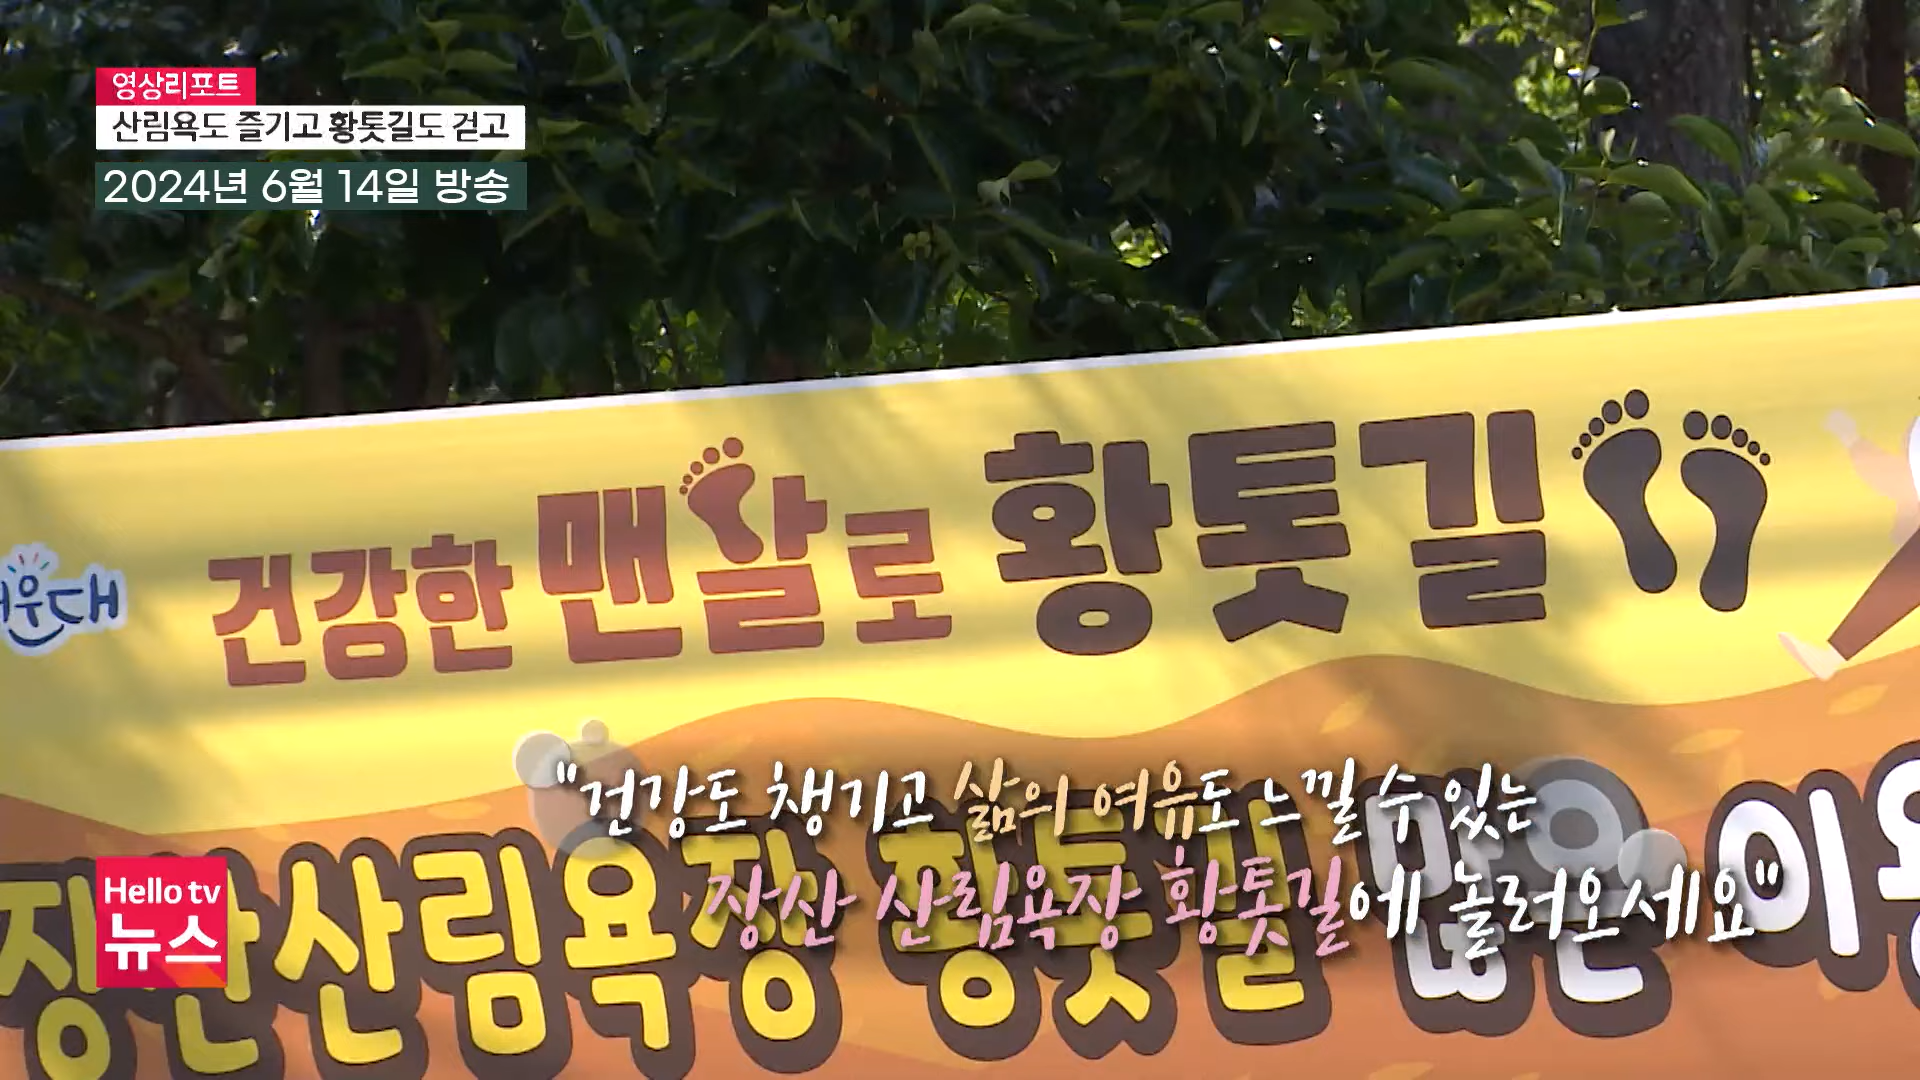 영상리포트
산림욕도 즐기고 황톳길도 걷고
2024년 6월 14일 방송
건강한 맨발로 황톳길
"건강도 챙기고 삶의 여유도 느낄 수 있는
장산 산림욕장 황톳길에 놀러오세요"
장산산림욕장 황톳길 많은 이
Hello tv
뉴스